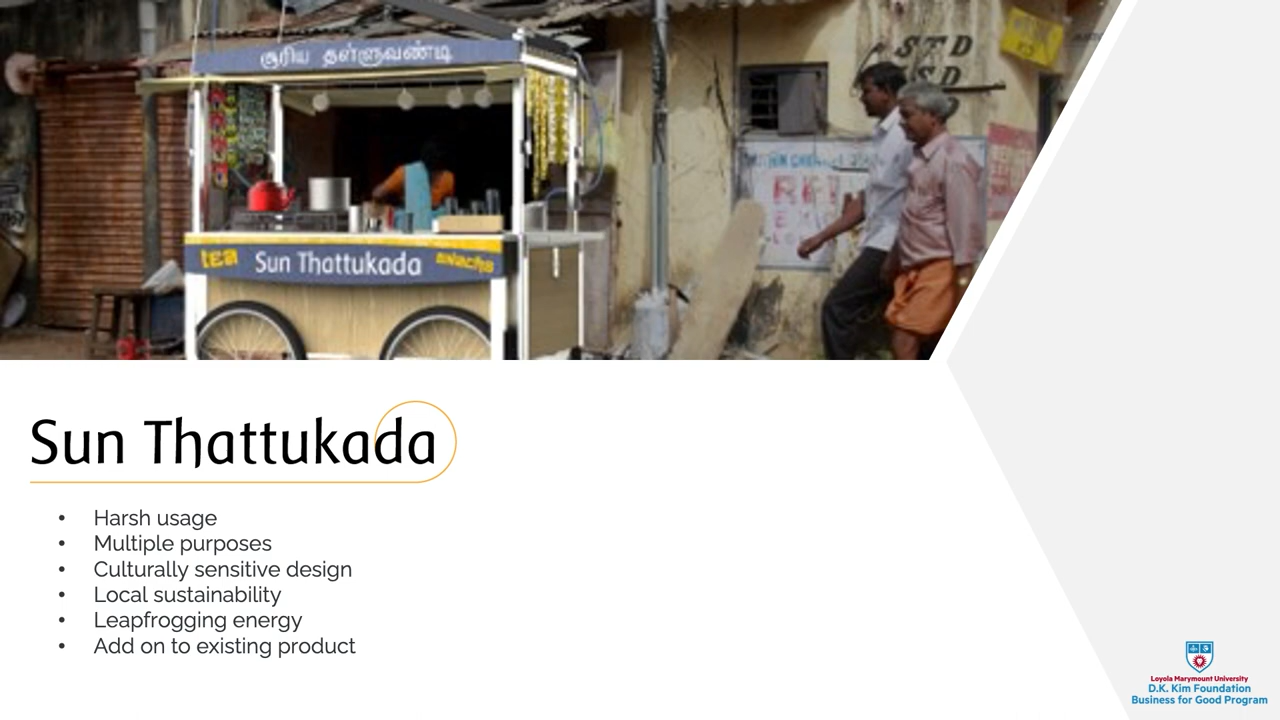 சூரிய தள்ளுவண்டி
STD
SD
tea
Sun Thattukada
snacks
Sun Thattukada
• Harsh usage
• Multiple purposes
• Culturally sensitive design
• Local sustainability
• Leapfrogging energy
• Add on to existing product
Loyola Marymount University
D.K. Kim Foundation
Business for Good Program